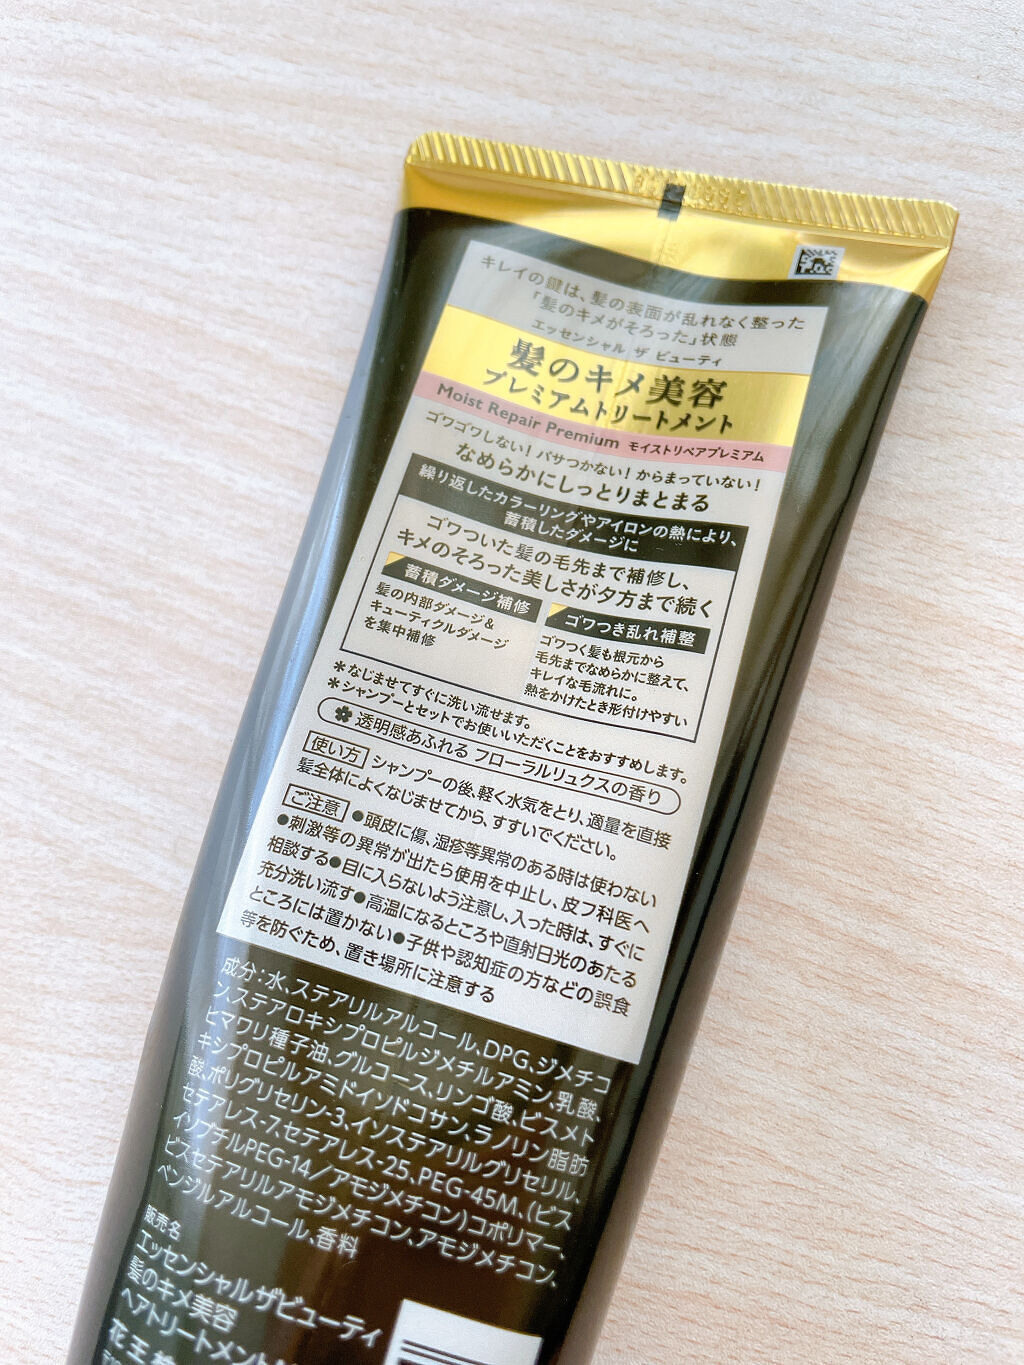 キレイの鍵は、髪の表面が乱れなく整った
「髪のキメがそろった」状態
エッセンシャル ザ ビューティ
髪のキメ美容
プレミアムトリートメント
Moist Repair Premium モイストリペアプレミアム
ゴワゴワしない！パサつかない！からまっていない！
なめらかにしっとりまとまる
繰り返したカラーリングやアイロンの熱により、
蓄積したダメージに
ゴワついた髪の毛先まで補修し、
キメのそろった美しさが夕方まで続く
蓄積ダメージ補修
髪の内部ダメージ&
キューティクルダメージ
を集中補修
ゴワつき乱れ補整
ゴワつく髪も根元から
毛先までなめらかに整えて、
キレイな毛流れに。
熱をかけたとき形付けやすい
＊なじませてすぐに洗い流せます。
＊シャンプーとセットでお使いいただくことをおすすめします。
透明感あふれる フローラルリュクスの香り
使い方 シャンプーの後、軽く水気をとり、適量を直接
髪全体によくなじませてから、すすいでください。
ご注意 ●頭皮に傷、湿疹等異常のある時は使わない
●刺激等の異常が出たら使用を中止し、皮フ科医へ
相談する●目に入らないよう注意し、入った時は、すぐに
充分洗い流す●高温になるところや直射日光のあたる
ところには置かない●子供や認知症の方などの誤食
等を防ぐため、置き場所に注意する
成分：水、ステアリルアルコール、DPG、ジメチコ
ン、ステアロキシプロピルジメチルアミン、乳酸、
ヒマワリ種子油、グルコース、リンゴ酸、ビスメト
キシプロピルアミドイソドコサン、ラノリン脂肪
酸、ポリグリセリン-3、イソステアリルグリセリル、
セテアレス-7、セテアレス-25、PEG-45M、(ビス
イソブチルPEG-14／アモジメチコン)コポリマー、
ビスセテアリルアモジメチコン、アモジメチコン、
ベンジルアルコール、香料
販売名
エッセンシャル ザビューティ
髪のキメ美容
ヘアトリートメント
花王